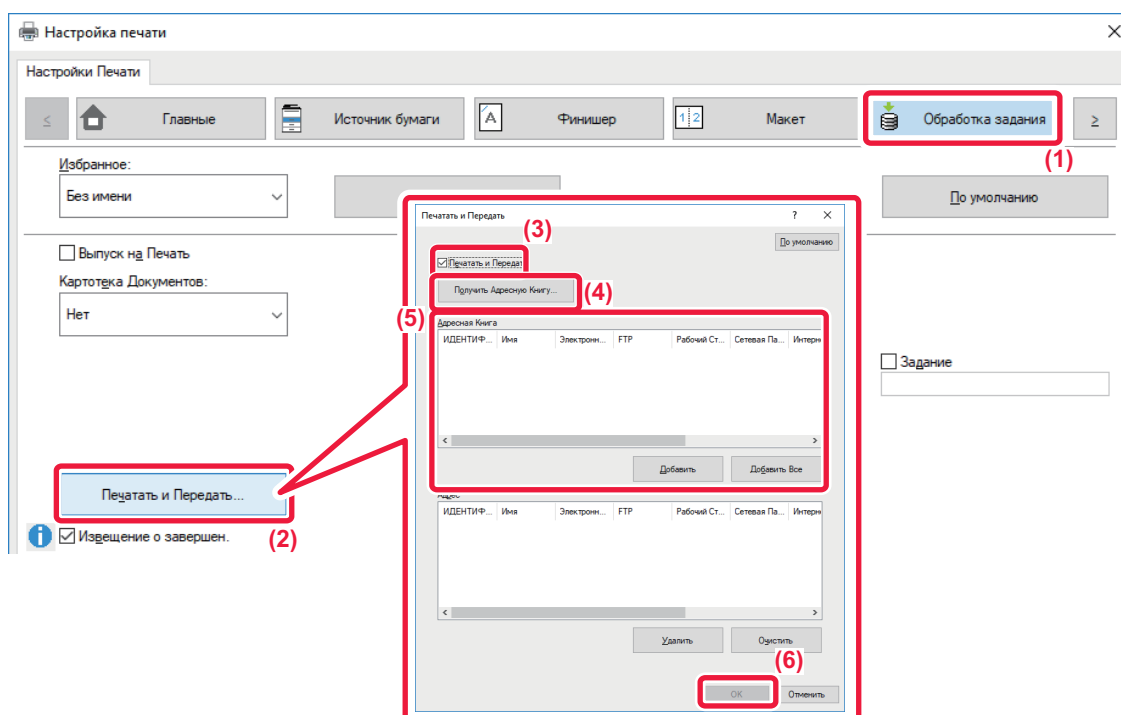 Настройка печати
Настройки Печати
< Главные Источник бумаги A Финишер 1 2 Макет Обработка задания >
(1)
Избранное:
Без имени
По умолчанию
Выпуск на Печать
Картотека Документов:
Нет
Задание
Печатать и Передать...
Извещение о завершен.
(2)
Печатать и Передать ? ×
(3)
По умолчанию
Печатать и Передат
Получить Адресную Книгу...
(4)
(5)
Адресная Книга
ИДЕНТИФ... Имя Электронн... FTP Рабочий Ст... Сетевая Па... Интерн
Добавить Добавить Все
Адрес
ИДЕНТИФ... Имя Электронн... FTP Рабочий Ст... Сетевая Па... Интерн
Удалить Очистить
(6)
OK Отменить